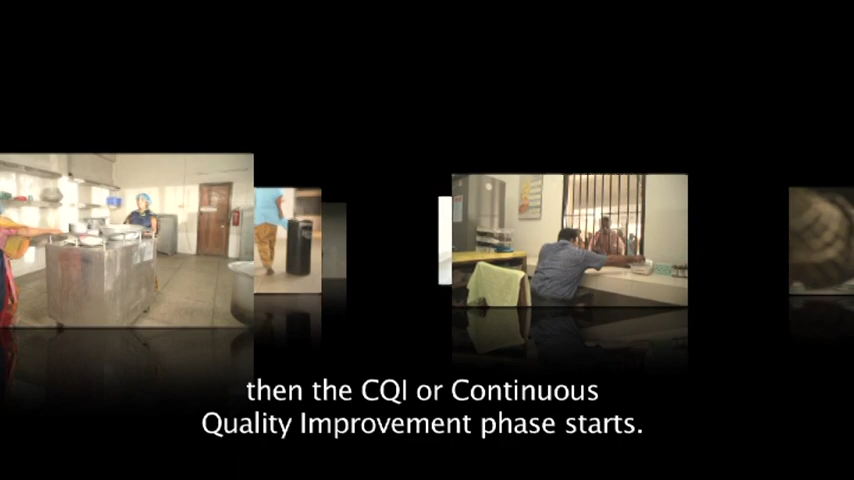 then the CQI or Continuous
Quality Improvement phase starts.